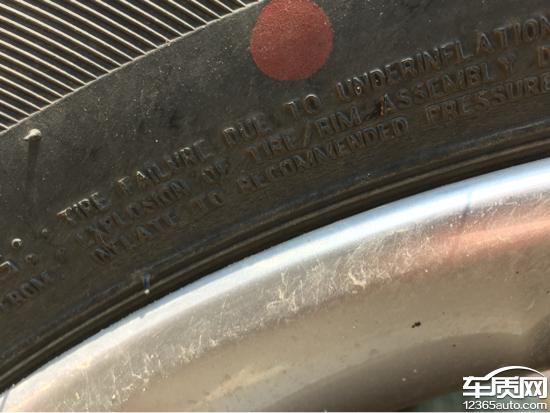 TIRE FAILURE DUE TO UNDERINFLATION
FROM: EXPLOSION OF TIRE/RIM ASSEMBLY D
INFLATE TO RECOMMENDED PRESSURE
车质网
12365auto.com